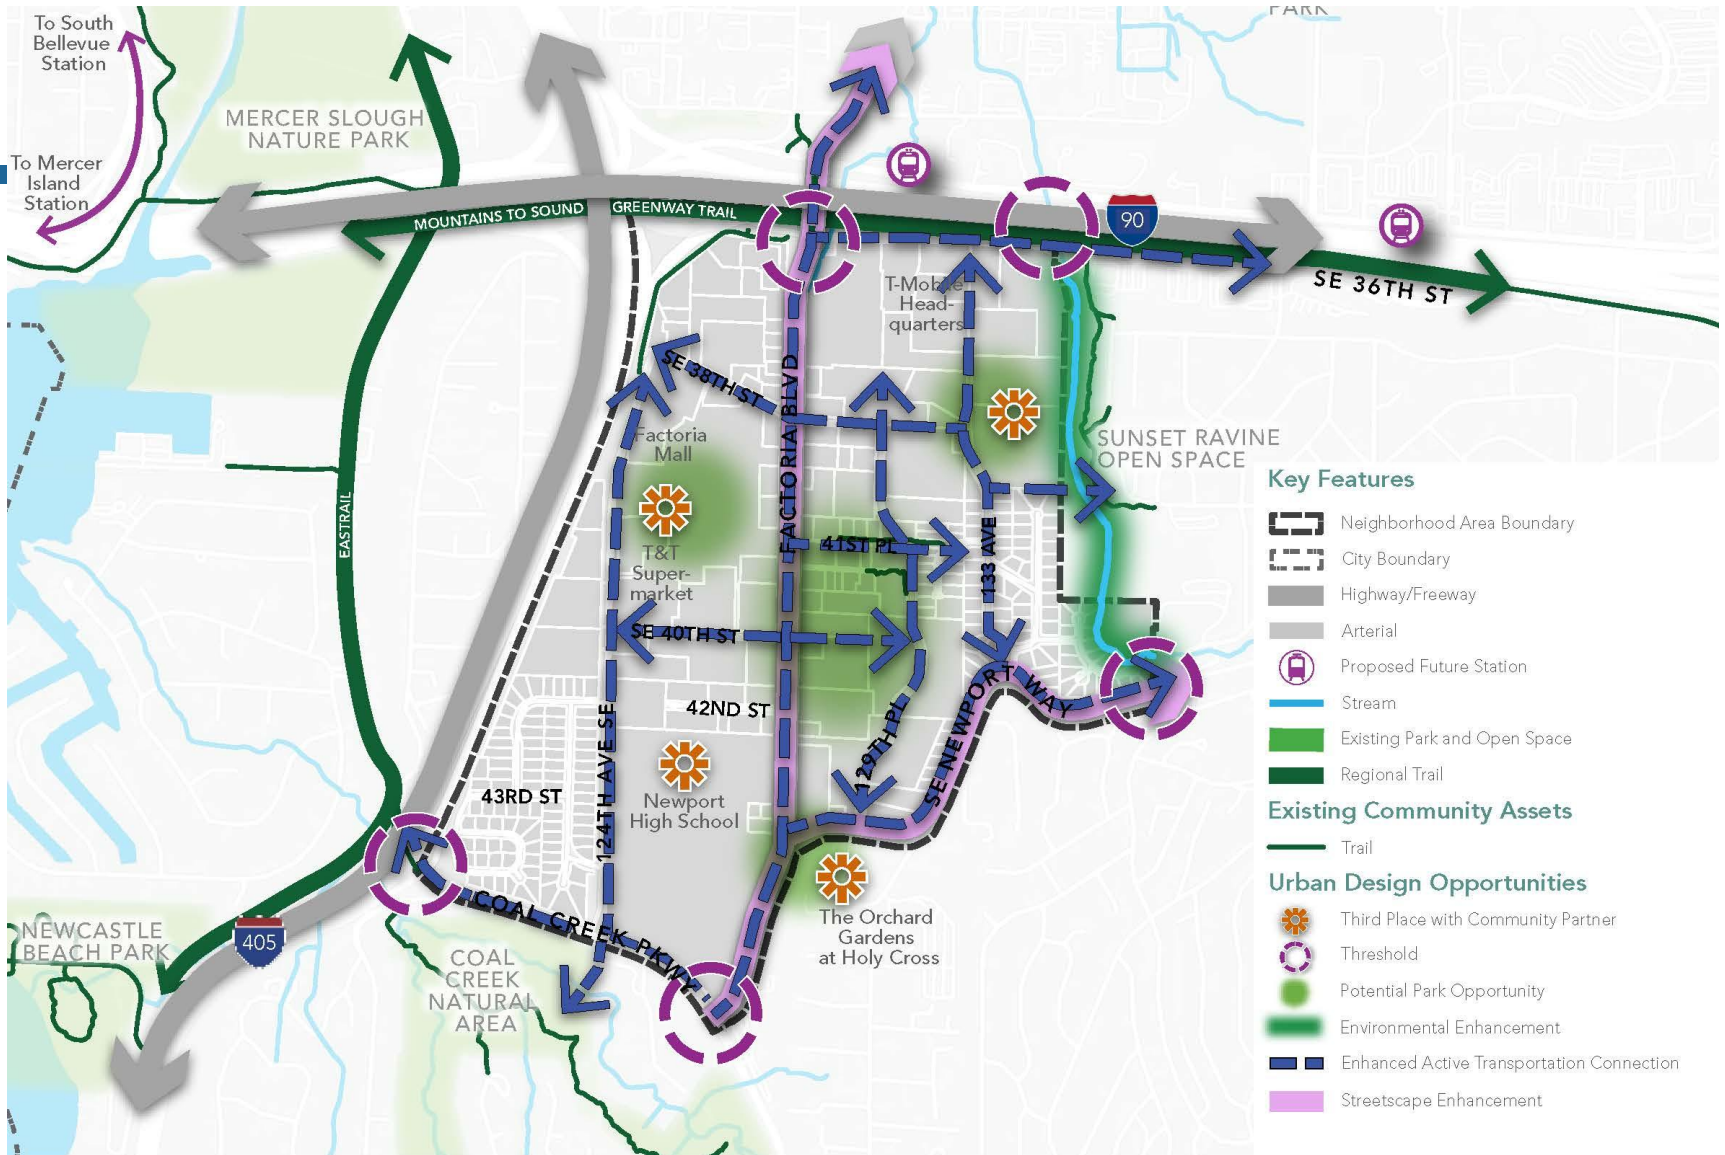 To South
Bellevue
Station
PARK
MERCER SLOUGH
NATURE PARK
To Mercer
Island
Station
MOUNTAINS TO SOUND
GREENWAY TRAIL
90
SE 36TH ST
T-Mobile
Head-
quarters
SE 38TH ST
FACTORIA BLVD
Factoria
Mall
SUNSET RAVINE
OPEN SPACE
EASTRAIL
T&T
Super-
market
41ST PL
133 AVE
SE 40TH ST
42ND ST
124TH AVE SE
129TH PL
SE NEWPORT WAY
43RD ST
Newport
High School
COAL CREEK PKWY
The Orchard
Gardens
at Holy Cross
NEWCASTLE
BEACH PARK
405
COAL
CREEK
NATURAL
AREA
Key Features
Neighborhood Area Boundary
City Boundary
Highway/Freeway
Arterial
Proposed Future Station
Stream
Existing Park and Open Space
Regional Trail
Existing Community Assets
Trail
Urban Design Opportunities
Third Place with Community Partner
Threshold
Potential Park Opportunity
Environmental Enhancement
Enhanced Active Transportation Connection
Streetscape Enhancement